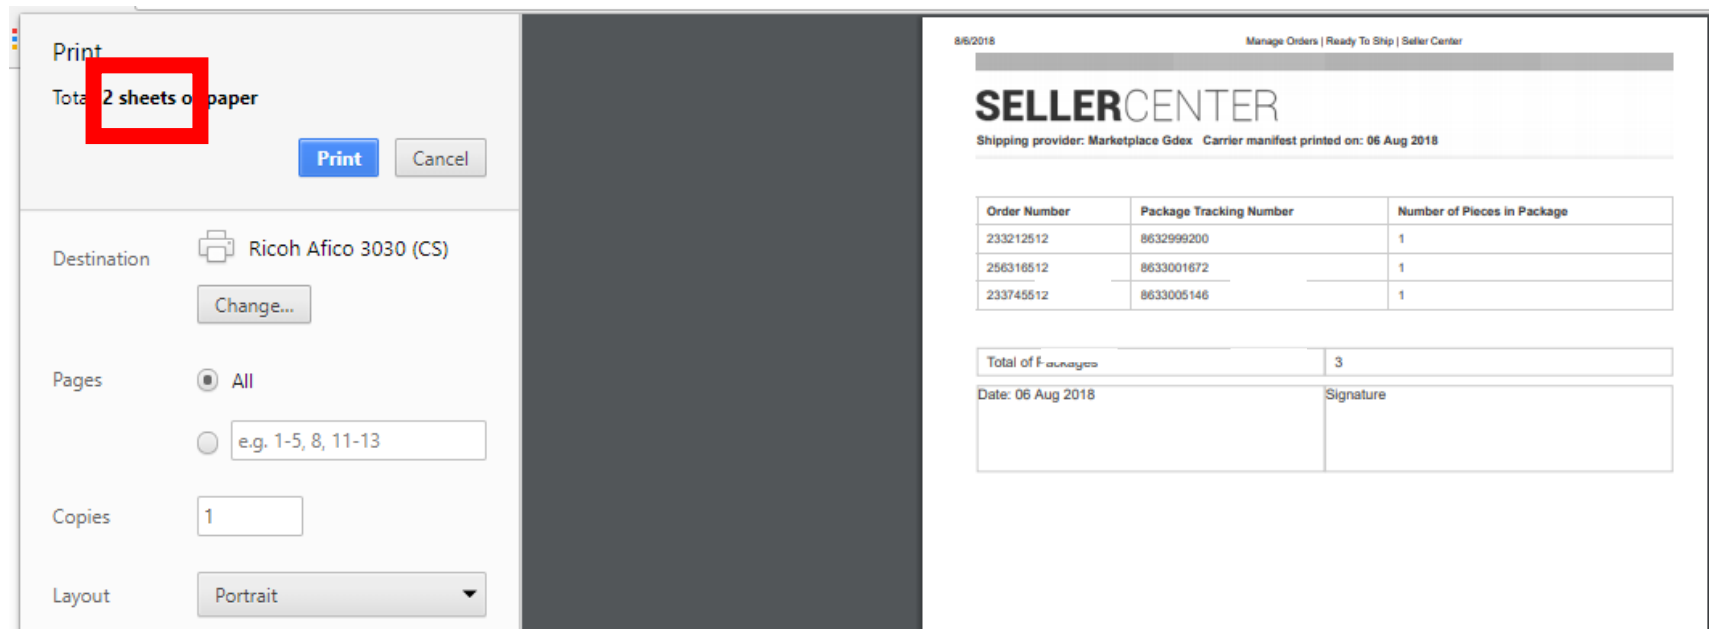 Print
Total 2 sheets of paper
Print Cancel
Destination
Ricoh Afico 3030 (CS)
Change...
Pages
All
e.g. 1-5, 8, 11-13
Copies
1
Layout
Portrait
8/6/2018 Manage Orders | Ready To Ship | Seller Center
SELLERCENTER
Shipping provider: Marketplace Gdex Carrier manifest printed on: 06 Aug 2018
Order Number Package Tracking Number Number of Pieces in Package
233212512 8632999200 1
256316512 8633001672 1
233745512 8633005146 1
Total of Packages 3
Date: 06 Aug 2018 Signature